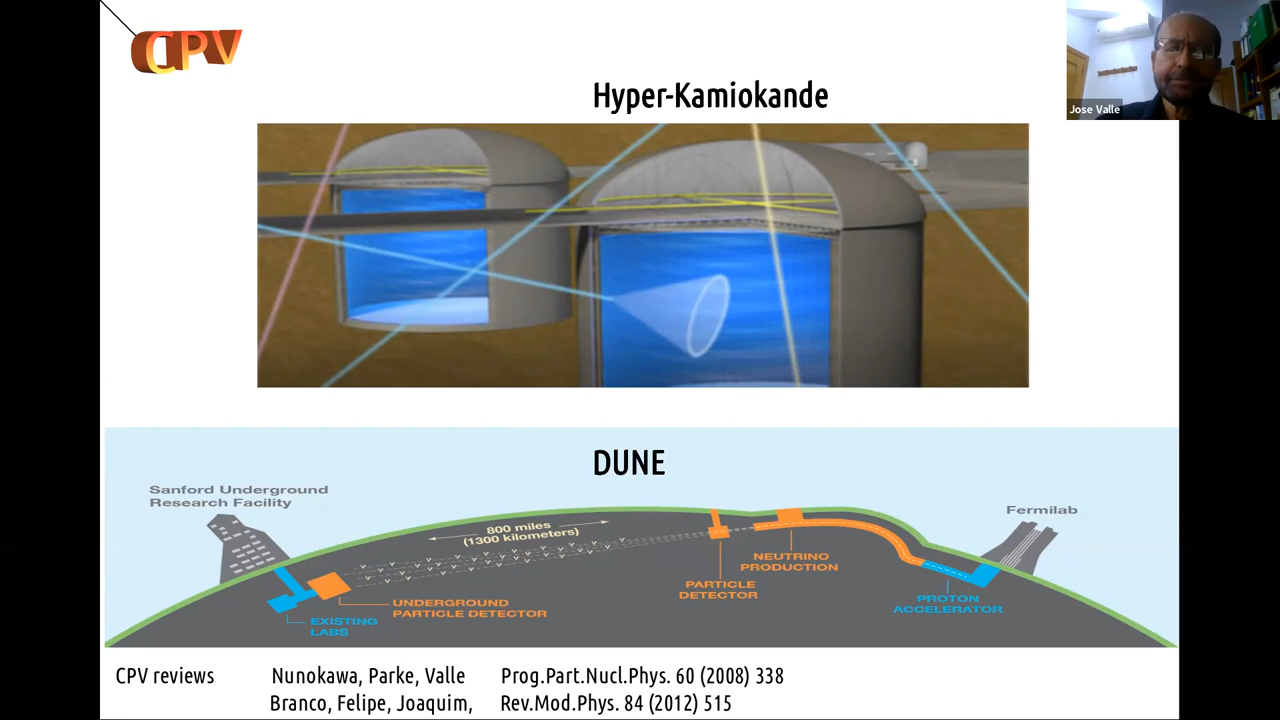 CPV
Hyper-Kamiokande
Jose Valle
DUNE
Sanford Underground
Research Facility
800 miles
(1300 kilometers)
Fermilab
NEUTRINO
PRODUCTION
PARTICLE
DETECTOR
PROTON
ACCELERATOR
UNDERGROUND
PARTICLE DETECTOR
EXISTING
LABS
CPV reviews Nunokawa, Parke, Valle Prog.Part.Nucl.Phys. 60 (2008) 338
Branco, Felipe, Joaquim, Rev.Mod.Phys. 84 (2012) 515